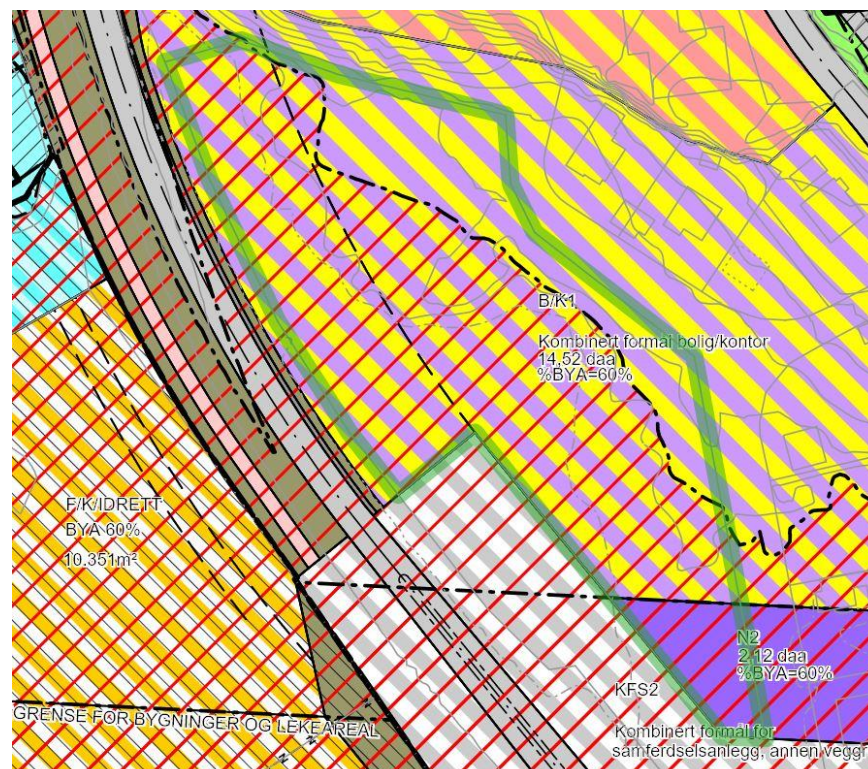 B/K1
Kombinert formål bolig/kontor
14,52 daa
%BYA=60%
F/K/IDRETT
BYA 60%
10.351m²
N2
2,12 daa
%BYA=60%
KFS2
GRENSE FOR BYGNINGER OG LEKEAREAL
Kombinert formål for
samferdselsanlegg, annen veggr